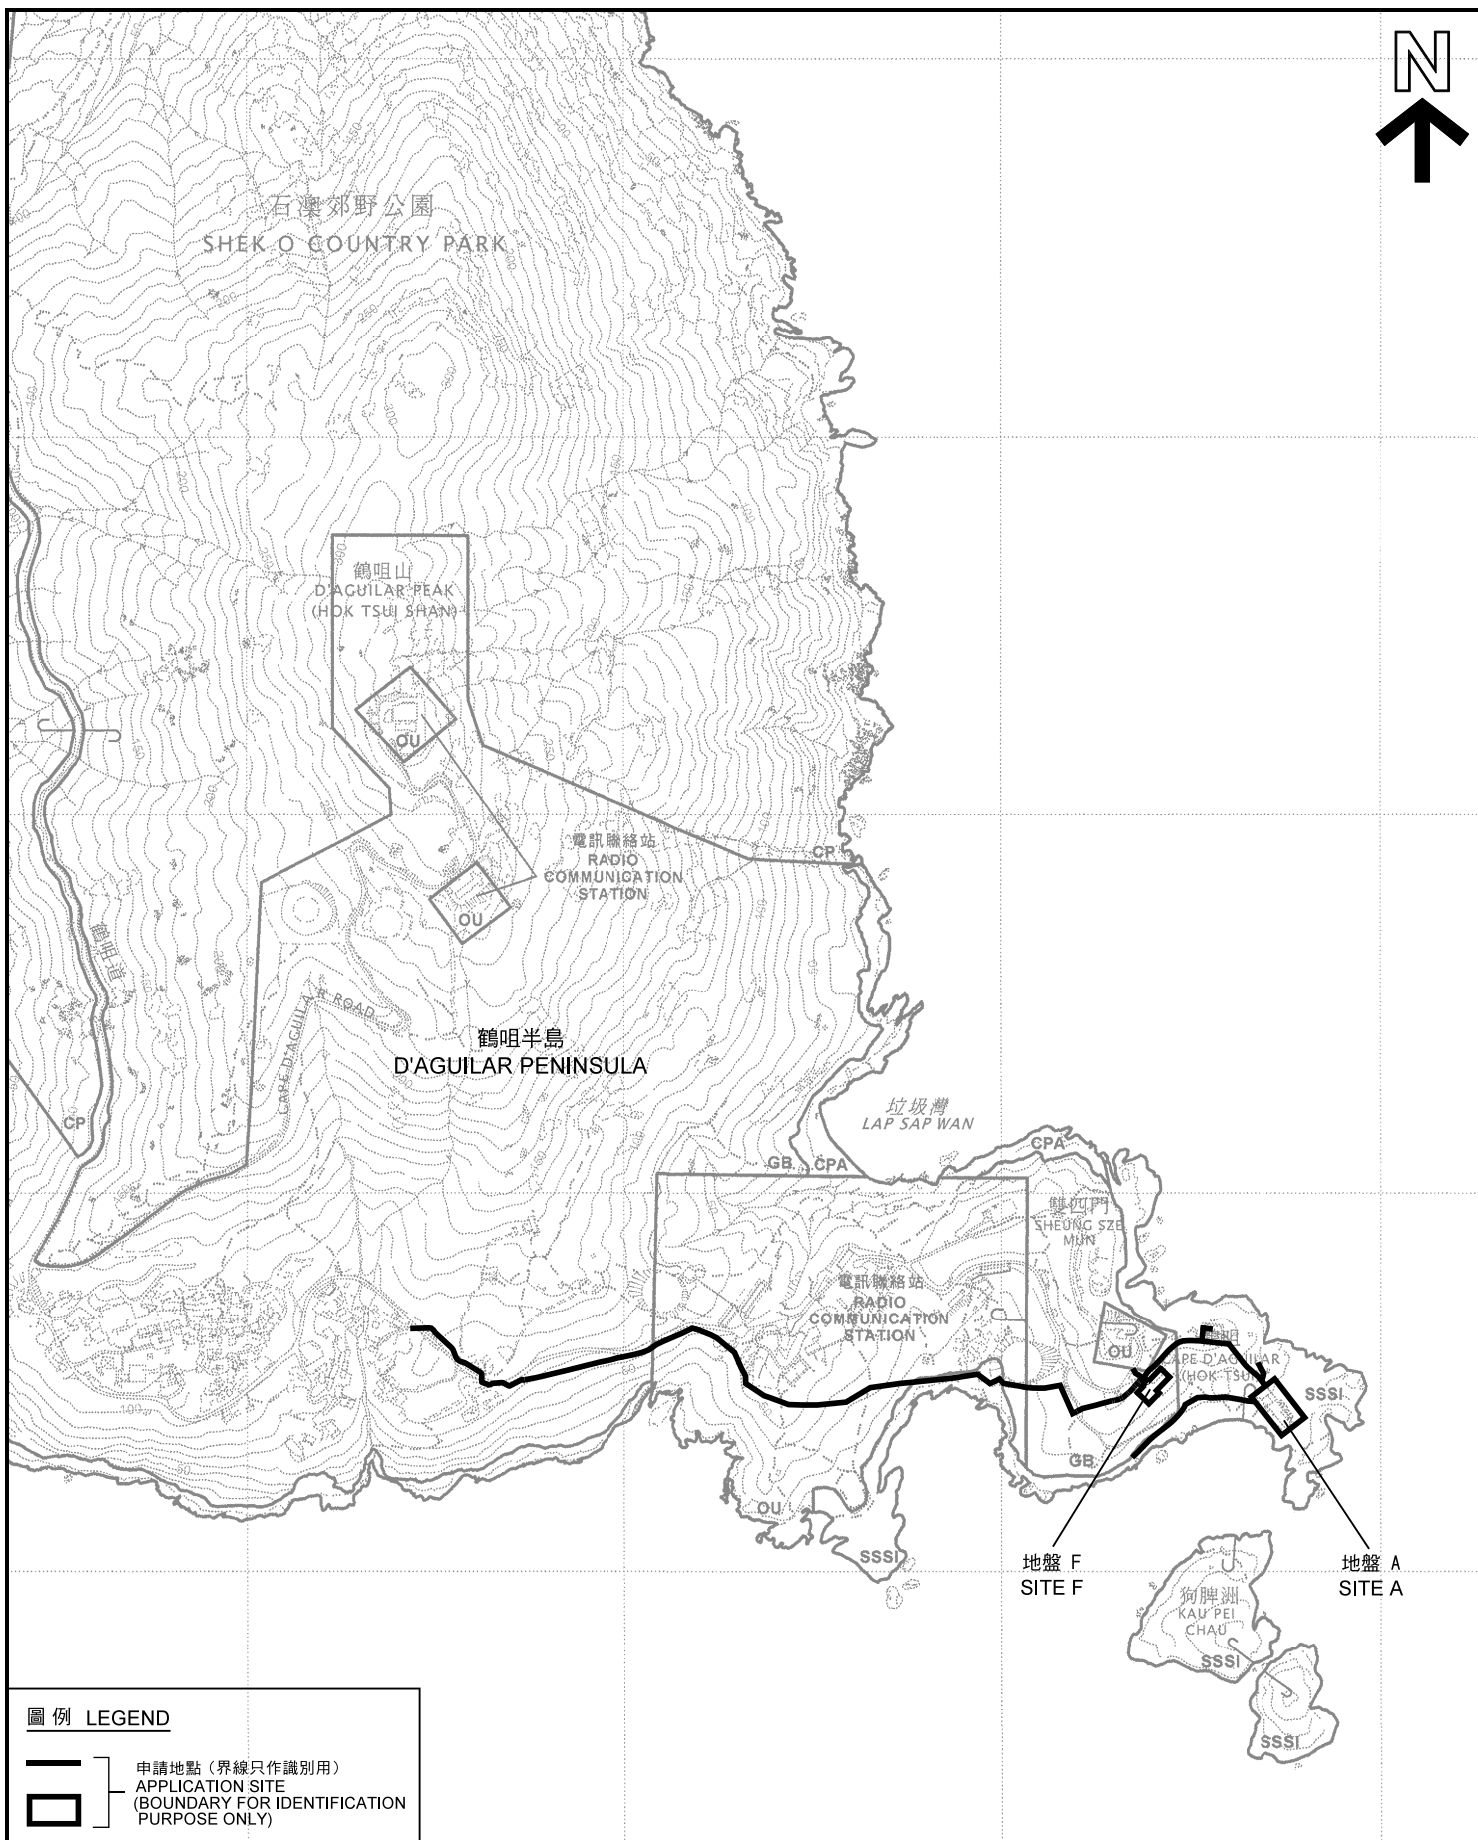 N
石澳郊野公園
SHEK O COUNTRY PARK
鶴咀山
D'AGUILAR PEAK
(HOK TSUI SHAN)
OU
電訊聯絡站
RADIO
COMMUNICATION
STATION
CP
OU
鶴咀道
CAPE D'AGUILAR ROAD
鶴咀半島
D'AGUILAR PENINSULA
CP
垃圾灣
LAP SAP WAN
GB
CPA
CPA
雙四門
SHEUNG SZE
MUN
電訊聯絡站
RADIO
COMMUNICATION
STATION
OU
鶴咀
CAPE D'AGUILAR
(HOK TSUI)
SSSI
GB
OU
SSSI
地盤 F
SITE F
地盤 A
SITE A
狗脾洲
KAU PEI
CHAU
SSSI
SSSI
圖例 LEGEND
申請地點（界線只作識別用）
APPLICATION SITE
(BOUNDARY FOR IDENTIFICATION
PURPOSE ONLY)